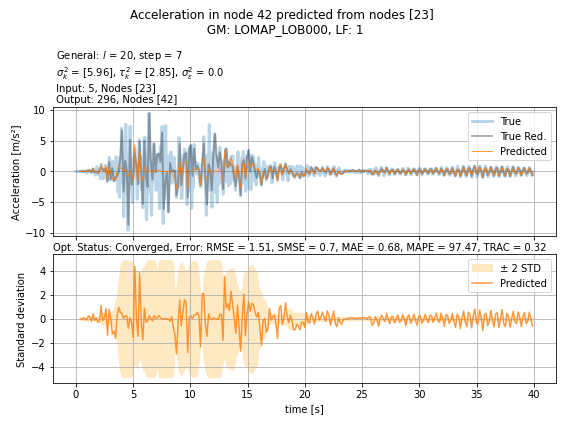 Acceleration in node 42 predicted from nodes [23]
GM: LOMAP_LOB000, LF: 1
General: l = 20, step = 7
σ²ₖ = [5.96], τ²ₖ = [2.85], σ²ε = 0.0
Input: 5, Nodes [23]
Output: 296, Nodes [42]
Acceleration [m/s²]
10
5
0
−5
−10
True
True Red.
Predicted
Opt. Status: Converged, Error: RMSE = 1.51, SMSE = 0.7, MAE = 0.68, MAPE = 97.47, TRAC = 0.32
Standard deviation
4
2
0
−2
−4
± 2 STD
Predicted
0 5 10 15 20 25 30 35 40
time [s]